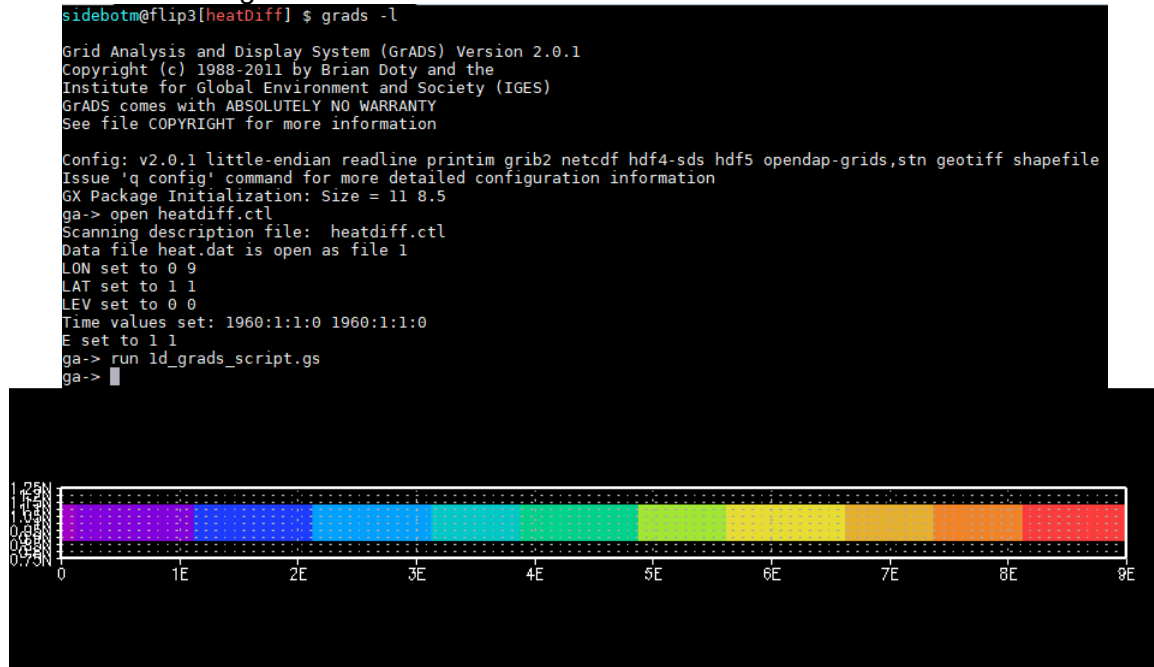 sidebotm@flip3[heatDiff] $ grads -l
Grid Analysis and Display System (GrADS) Version 2.0.1
Copyright (c) 1988-2011 by Brian Doty and the
Institute for Global Environment and Society (IGES)
GrADS comes with ABSOLUTELY NO WARRANTY
See file COPYRIGHT for more information
Config: v2.0.1 little-endian readline printim grib2 netcdf hdf4-sds hdf5 opendap-grids,stn geotiff shapefile
Issue 'q config' command for more detailed configuration information
GX Package Initialization: Size = 11 8.5
ga-> open heatdiff.ctl
Scanning description file:  heatdiff.ctl
Data file heat.dat is open as file 1
LON set to 0 9
LAT set to 1 1
LEV set to 0 0
Time values set: 1960:1:1:0 1960:1:1:0
E set to 1 1
ga-> run 1d_grads_script.gs
ga->
1.25N
0.75N
0 1E 2E 3E 4E 5E 6E 7E 8E 9E